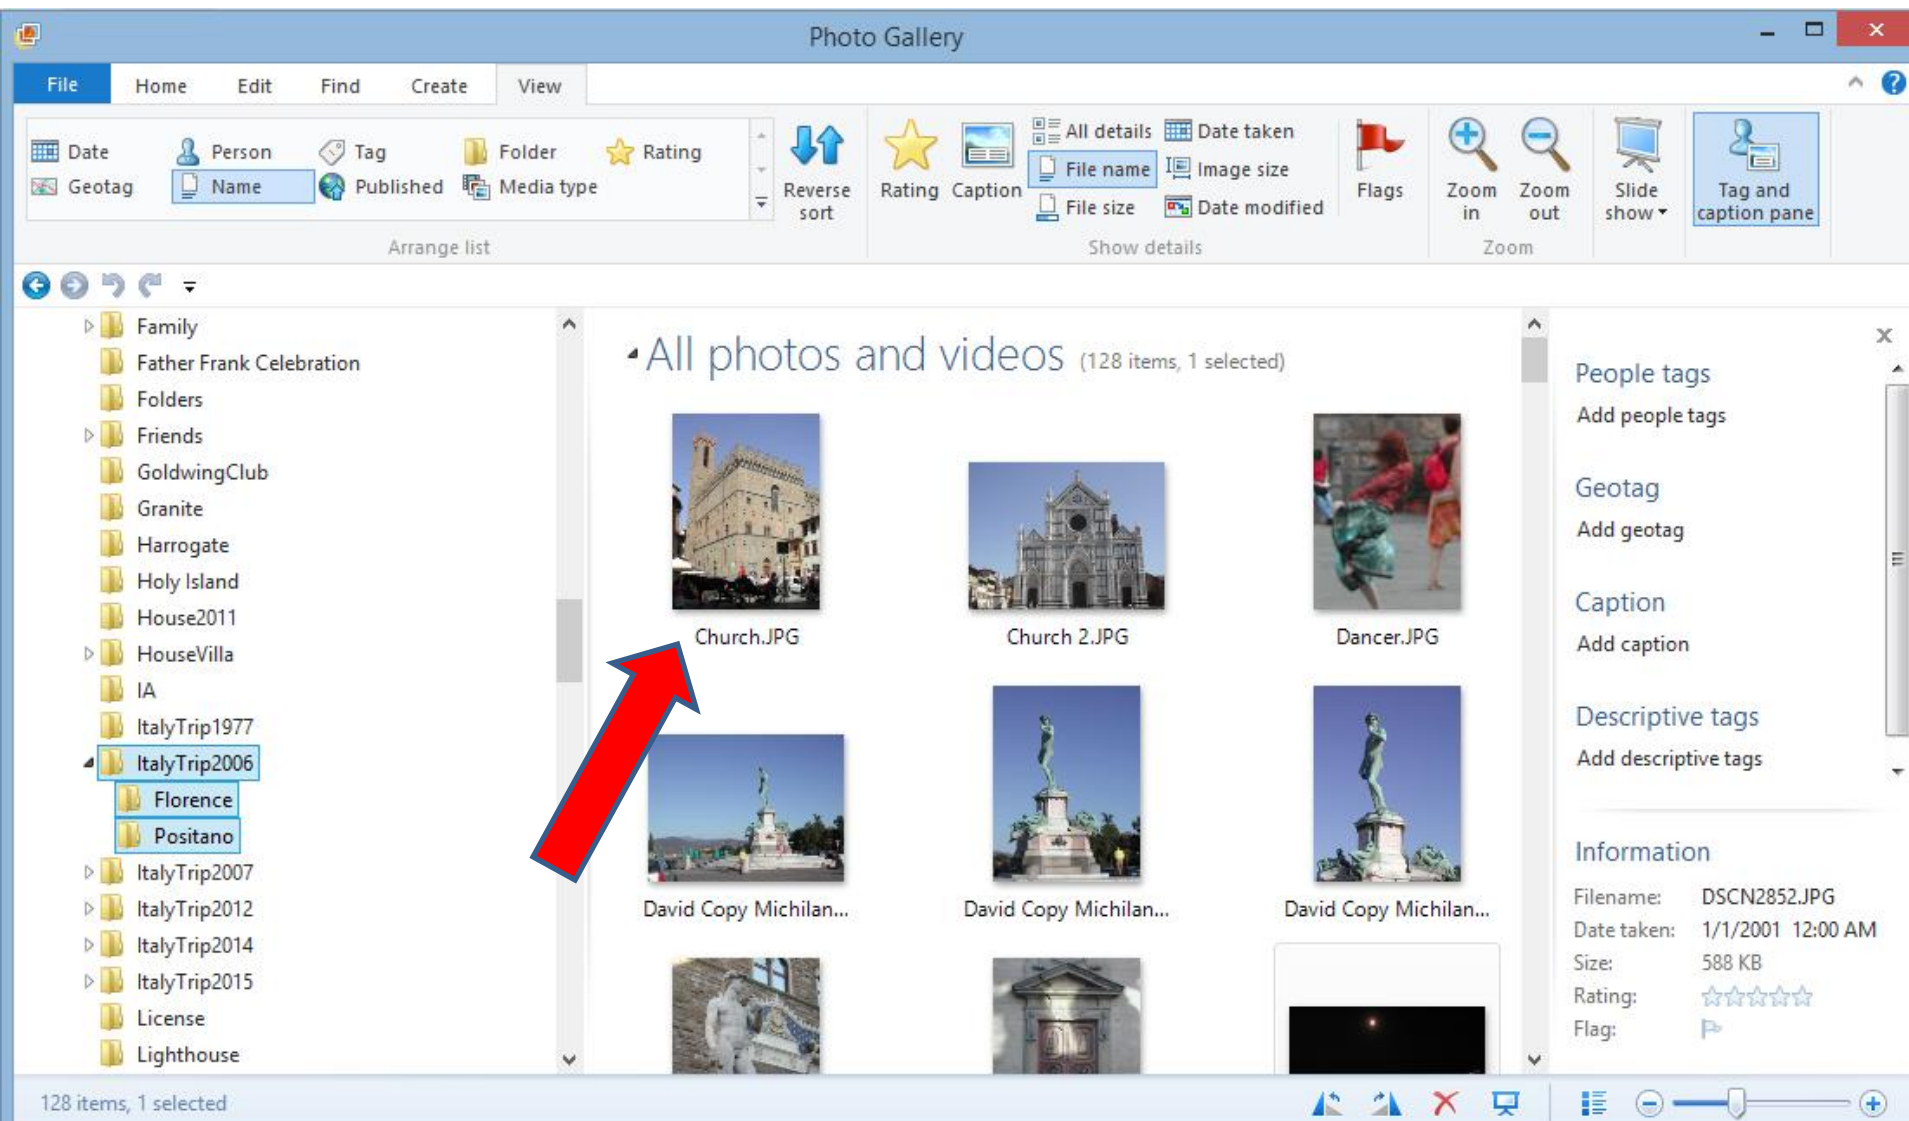 Photo Gallery
File Home Edit Find Create View
Date Person Tag Folder Rating
Geotag Name Published Media type
Reverse sort
Arrange list
Rating Caption
All details Date taken
File name Image size
File size Date modified
Show details
Flags
Zoom in Zoom out
Zoom
Slide show
Tag and caption pane
Family
Father Frank Celebration
Folders
Friends
GoldwingClub
Granite
Harrogate
Holy Island
House2011
HouseVilla
IA
ItalyTrip1977
ItalyTrip2006
Florence
Positano
ItalyTrip2007
ItalyTrip2012
ItalyTrip2014
ItalyTrip2015
License
Lighthouse
All photos and videos (128 items, 1 selected)
Church.JPG Church 2.JPG Dancer.JPG
David Copy Michilan... David Copy Michilan... David Copy Michilan...
People tags
Add people tags
Geotag
Add geotag
Caption
Add caption
Descriptive tags
Add descriptive tags
Information
Filename: DSCN2852.JPG
Date taken: 1/1/2001 12:00 AM
Size: 588 KB
Rating:
Flag:
128 items, 1 selected